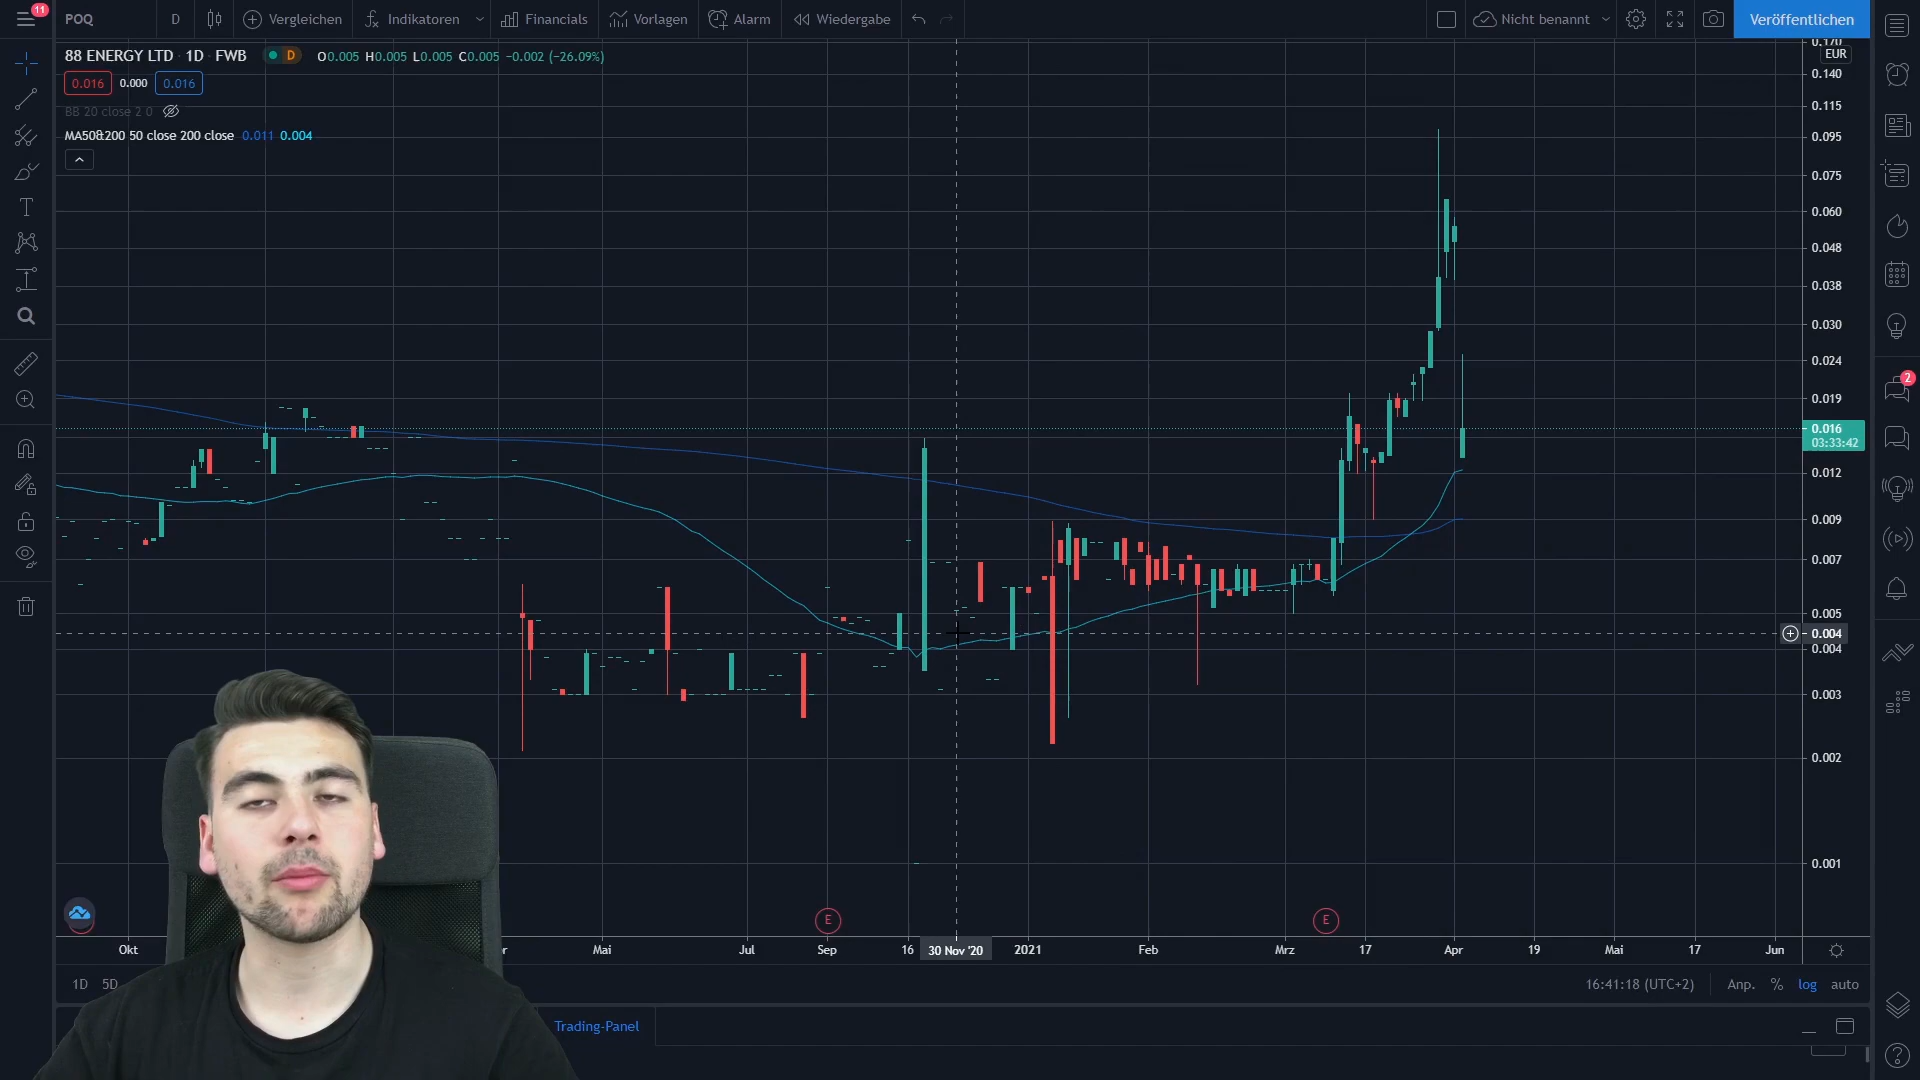 11
POQ D Vergleichen Indikatoren Financials Vorlagen Alarm Wiedergabe Nicht benannt Veröffentlichen
88 ENERGY LTD · 1D · FWB D O0.005 H0.005 L0.005 C0.005 −0.002 (−26.09%)
0.016 0.000 0.016
BB 20 close 2 0
MA50&200 50 close 200 close 0.011 0.004
0.170
EUR
0.140
0.115
0.095
0.075
0.060
0.048
0.038
0.030
0.024
0.019
0.016
03:33:42
0.012
0.009
0.007
0.005
0.004
0.004
0.003
0.002
0.001
2
E E
Okt Mai Jul Sep 16 30 Nov '20 2021 Feb Mrz 17 Apr 19 Mai 17 Jun
1D 5D 16:41:18 (UTC+2) Anp. % log auto
Trading-Panel